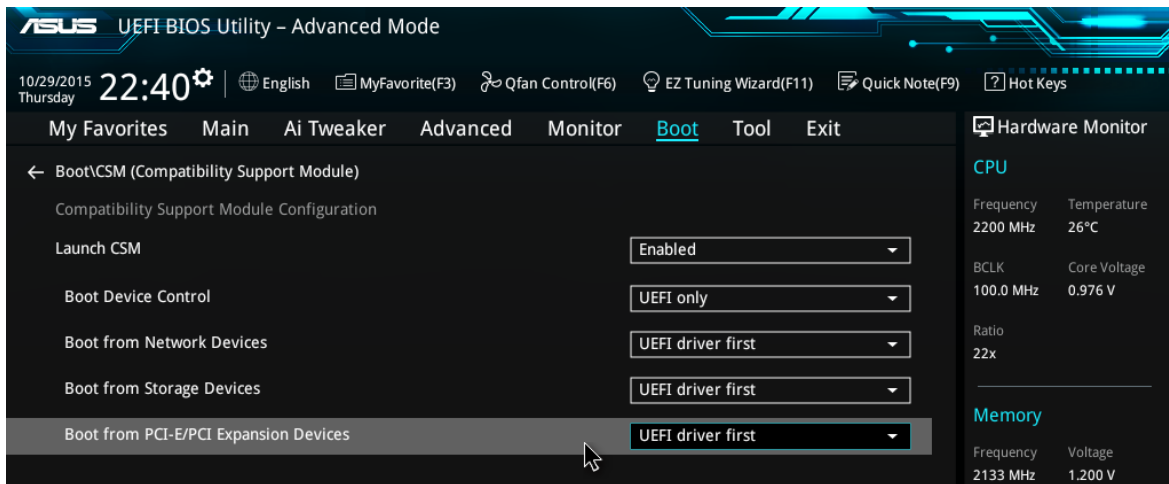 ASUS UEFI BIOS Utility – Advanced Mode
10/29/2015
Thursday
22:40
English
MyFavorite(F3)
Qfan Control(F6)
EZ Tuning Wizard(F11)
Quick Note(F9)
? Hot Keys
My Favorites Main Ai Tweaker Advanced Monitor Boot Tool Exit
Hardware Monitor
← Boot\CSM (Compatibility Support Module)
Compatibility Support Module Configuration
Launch CSM Enabled
Boot Device Control UEFI only
Boot from Network Devices UEFI driver first
Boot from Storage Devices UEFI driver first
Boot from PCI-E/PCI Expansion Devices UEFI driver first
CPU
Frequency Temperature
2200 MHz 26°C
BCLK Core Voltage
100.0 MHz 0.976 V
Ratio
22x
Memory
Frequency Voltage
2133 MHz 1.200 V